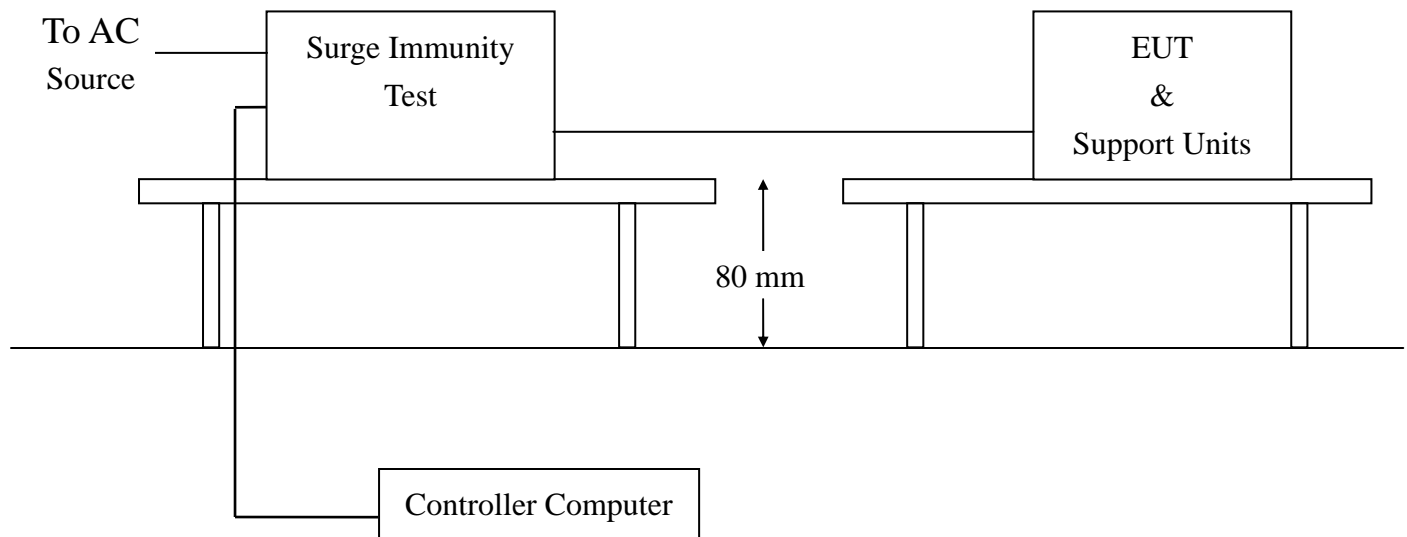 To AC
Source
Surge Immunity
Test
EUT
&
Support Units
80 mm
Controller Computer